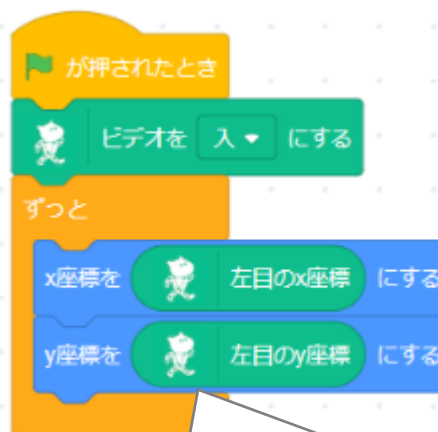 が押されたとき
ビデオを 入 にする
ずっと
x座標を 左目のx座標 にする
y座標を 左目のy座標 にする